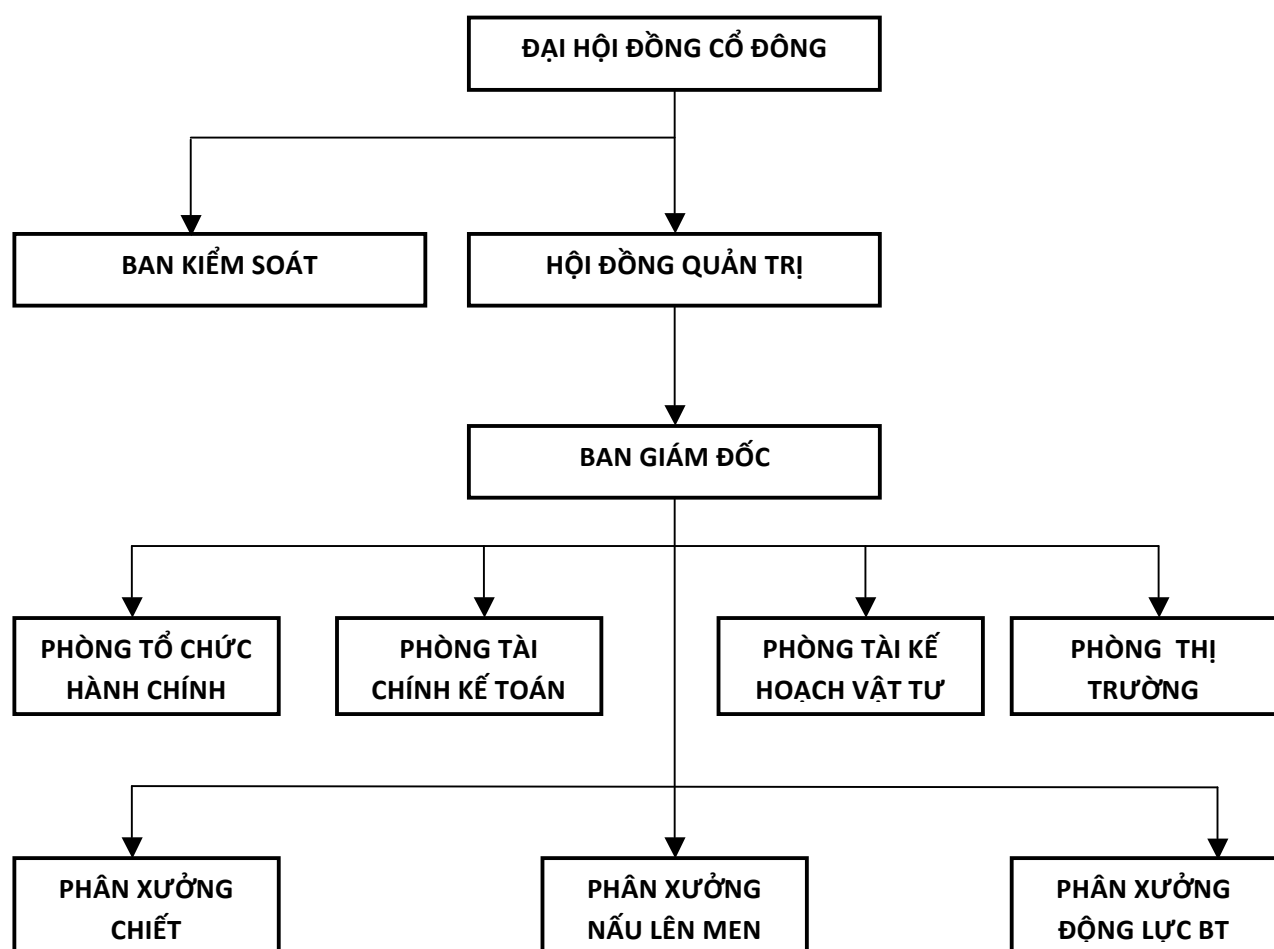 ĐẠI HỘI ĐỒNG CỔ ĐÔNG
BAN KIỂM SOÁT
HỘI ĐỒNG QUẢN TRỊ
BAN GIÁM ĐỐC
PHÒNG TỔ CHỨC
HÀNH CHÍNH
PHÒNG TÀI
CHÍNH KẾ TOÁN
PHÒNG TÀI KẾ
HOẠCH VẬT TƯ
PHÒNG THỊ
TRƯỜNG
PHÂN XƯỞNG
CHIẾT
PHÂN XƯỞNG
NẤU LÊN MEN
PHÂN XƯỞNG
ĐỘNG LỰC BT